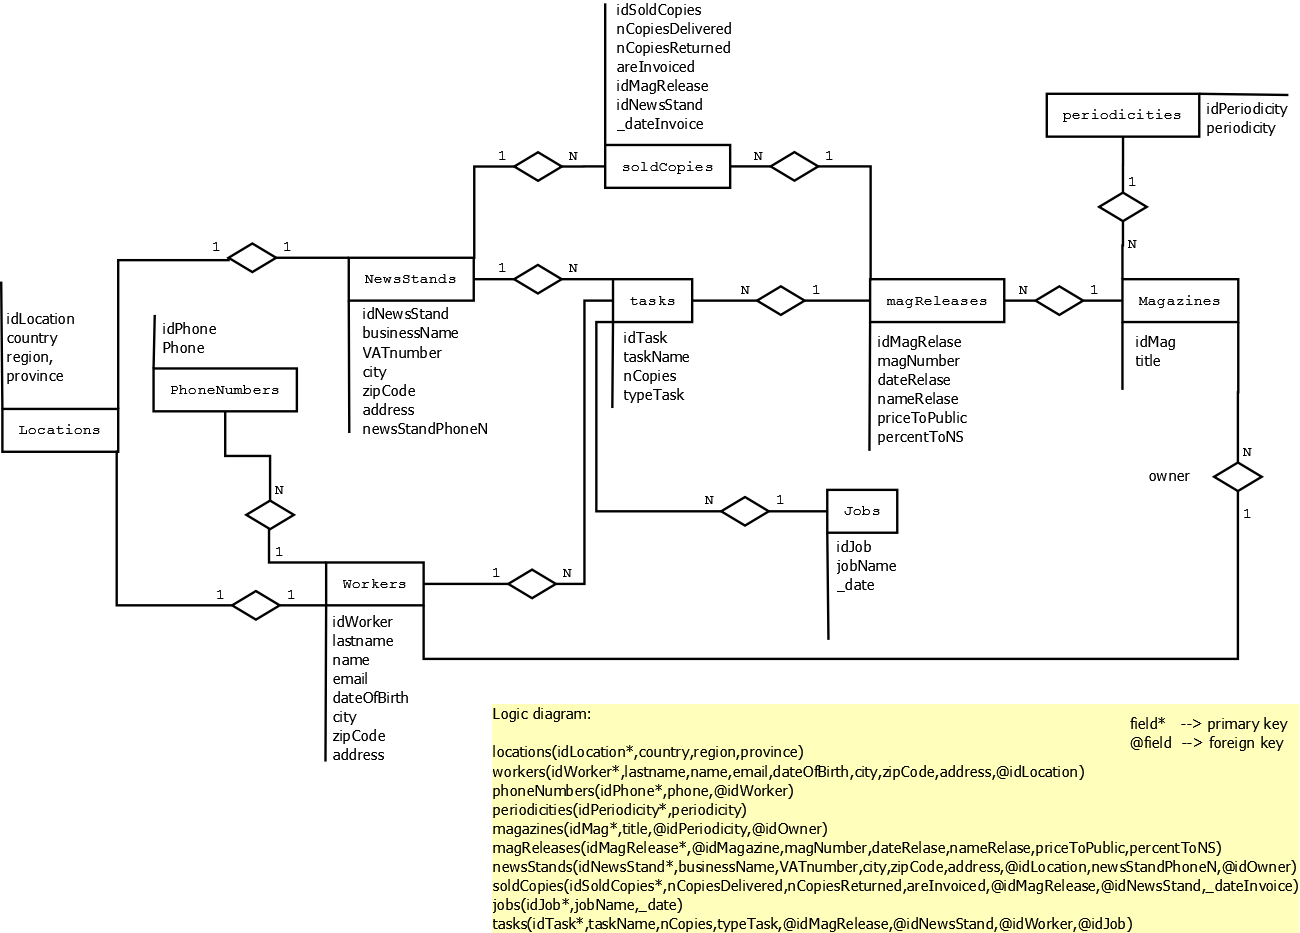 idSoldCopies
nCopiesDelivered
nCopiesReturned
areInvoiced
idMagRelease
idNewsStand
_dateInvoice
periodicities
idPeriodicity
periodicity
1
N
soldCopies
N
1
1
N
1
1
NewsStands
1
N
tasks
N
1
magReleases
N
1
Magazines
idLocation
country
region,
province
Locations
idPhone
Phone
PhoneNumbers
idNewsStand
businessName
VATnumber
city
zipCode
address
newsStandPhoneN
idTask
taskName
nCopies
typeTask
idMagRelase
magNumber
dateRelase
nameRelase
priceToPublic
percentToNS
idMag
title
N
owner
1
N
1
N
1
Jobs
idJob
jobName
_date
1
1
Workers
1
N
idWorker
lastname
name
email
dateOfBirth
city
zipCode
address
Logic diagram:
field* --> primary key
@field --> foreign key
locations(idLocation*,country,region,province)
workers(idWorker*,lastname,name,email,dateOfBirth,city,zipCode,address,@idLocation)
phoneNumbers(idPhone*,phone,@idWorker)
periodicities(idPeriodicity*,periodicity)
magazines(idMag*,title,@idPeriodicity,@idOwner)
magReleases(idMagRelease*,@idMagazine,magNumber,dateRelase,nameRelase,priceToPublic,percentToNS)
newsStands(idNewsStand*,businessName,VATnumber,city,zipCode,address,@idLocation,newsStandPhoneN,@idOwner)
soldCopies(idSoldCopies*,nCopiesDelivered,nCopiesReturned,areInvoiced,@idMagRelease,@idNewsStand,_dateInvoice)
jobs(idJob*,jobName,_date)
tasks(idTask*,taskName,nCopies,typeTask,@idMagRelease,@idNewsStand,@idWorker,@idJob)